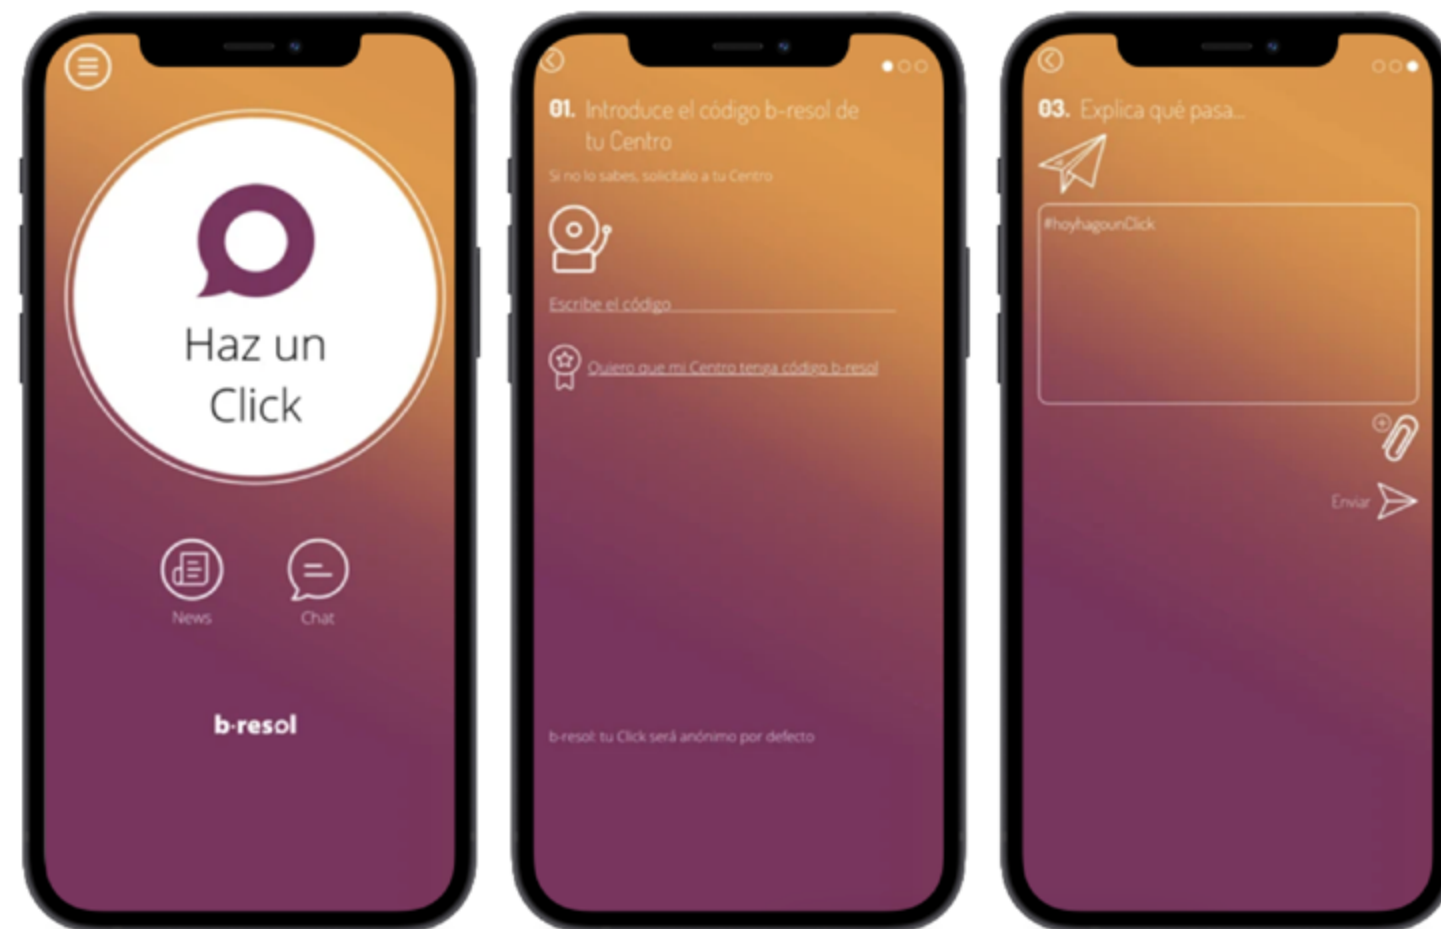 Haz un
Click
News
Chat
b·resol
01. Introduce el código b-resol de
tu Centro
Si no lo sabes, solicítalo a tu Centro
Escribe el código
Quiero que mi Centro tenga código b-resol
b-resol: tu Click será anónimo por defecto
03. Explica qué pasa...
#hoyhagounClick
Enviar